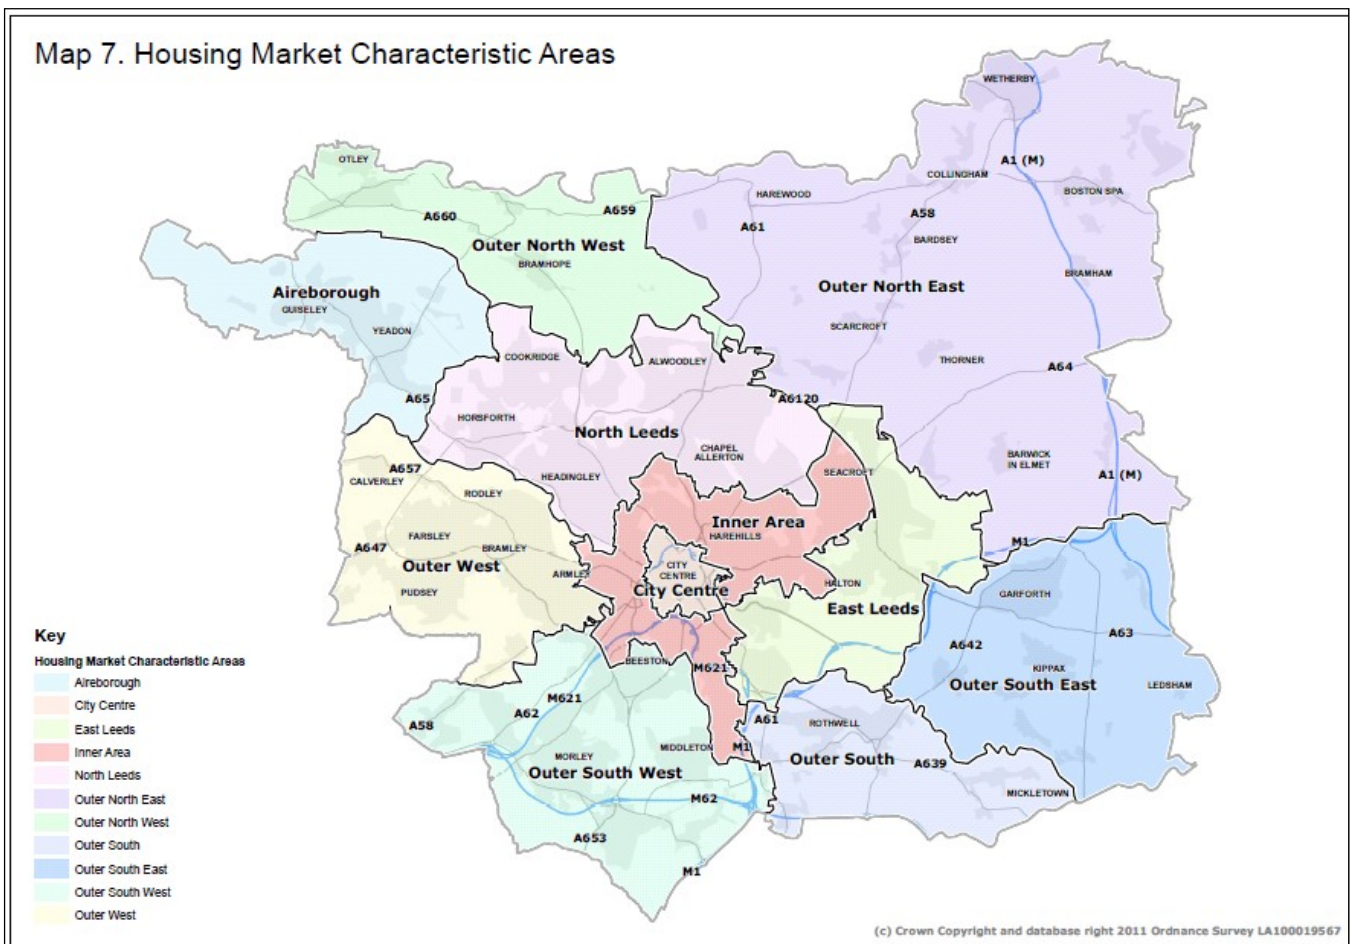 Map 7. Housing Market Characteristic Areas
WETHERBY
OTLEY
A1 (M)
COLLINGHAM
BOSTON SPA
HAREWOOD
A660
A659
A61
A58
Outer North West
BARDSEY
BRAMHOPE
BRAMHAM
Aireborough
Outer North East
GUISELEY
YEADON
SCARCROFT
COOKRIDGE
ALWOODLEY
THORNER
A64
A65
A6120
HORSFORTH
North Leeds
CHAPEL
ALLERTON
BARWICK
IN ELMET
A657
CALVERLEY
HEADINGLEY
SEACROFT
A1 (M)
RODLEY
Inner Area
HAREHILLS
FARSLEY
A647
BRAMLEY
M1
Outer West
CITY
CENTRE
ARMLEY
City Centre
HALTON
PUDSEY
GARFORTH
East Leeds
A63
A642
BEESTON
M621
KIPPAX
Outer South East
LEDSHAM
M621
A62
A58
A61
ROTHWELL
MORLEY
MIDDLETON
M1
Outer South West
Outer South
A639
M62
MICKLETOWN
A653
M1
Key
Housing Market Characteristic Areas
Aireborough
City Centre
East Leeds
Inner Area
North Leeds
Outer North East
Outer North West
Outer South
Outer South East
Outer South West
Outer West
(c) Crown Copyright and database right 2011 Ordnance Survey LA100019567